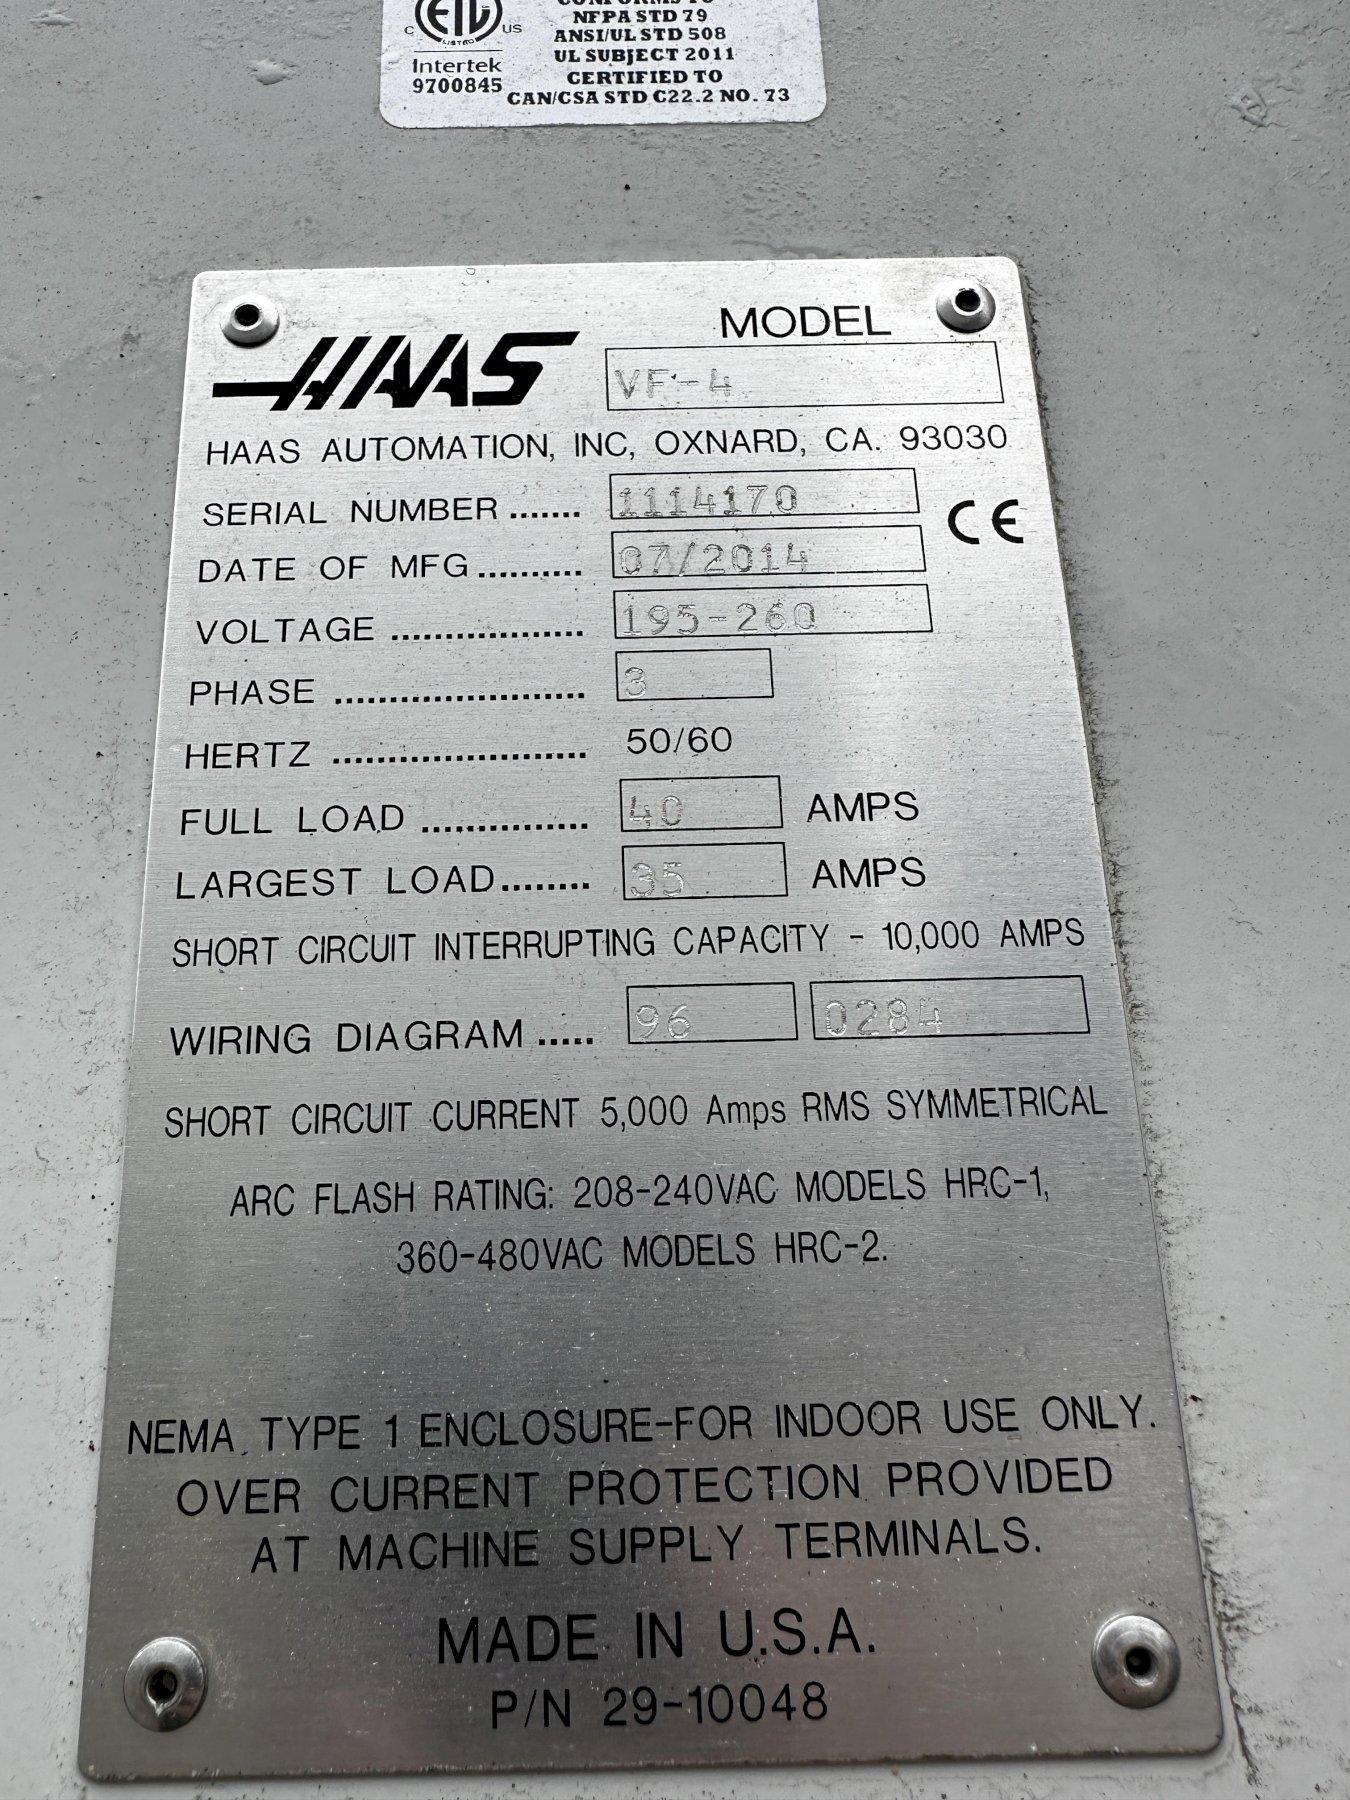 C ETL US
LISTED
Intertek
9700845
CONFORMS TO
NFPA STD 79
ANSI/UL STD 508
UL SUBJECT 2011
CERTIFIED TO
CAN/CSA STD C22.2 NO. 73
HAAS
MODEL
VF-4
HAAS AUTOMATION, INC, OXNARD, CA. 93030
SERIAL NUMBER ....... 1114170
CE
DATE OF MFG .......... 07/2014
VOLTAGE .................. 195-260
PHASE ....................... 3
HERTZ ....................... 50/60
FULL LOAD ............... 40 AMPS
LARGEST LOAD........ 35 AMPS
SHORT CIRCUIT INTERRUPTING CAPACITY - 10,000 AMPS
WIRING DIAGRAM ..... 96 0284
SHORT CIRCUIT CURRENT 5,000 Amps RMS SYMMETRICAL
ARC FLASH RATING: 208-240VAC MODELS HRC-1,
360-480VAC MODELS HRC-2.
NEMA TYPE 1 ENCLOSURE-FOR INDOOR USE ONLY.
OVER CURRENT PROTECTION PROVIDED
AT MACHINE SUPPLY TERMINALS.
MADE IN U.S.A.
P/N 29-10048